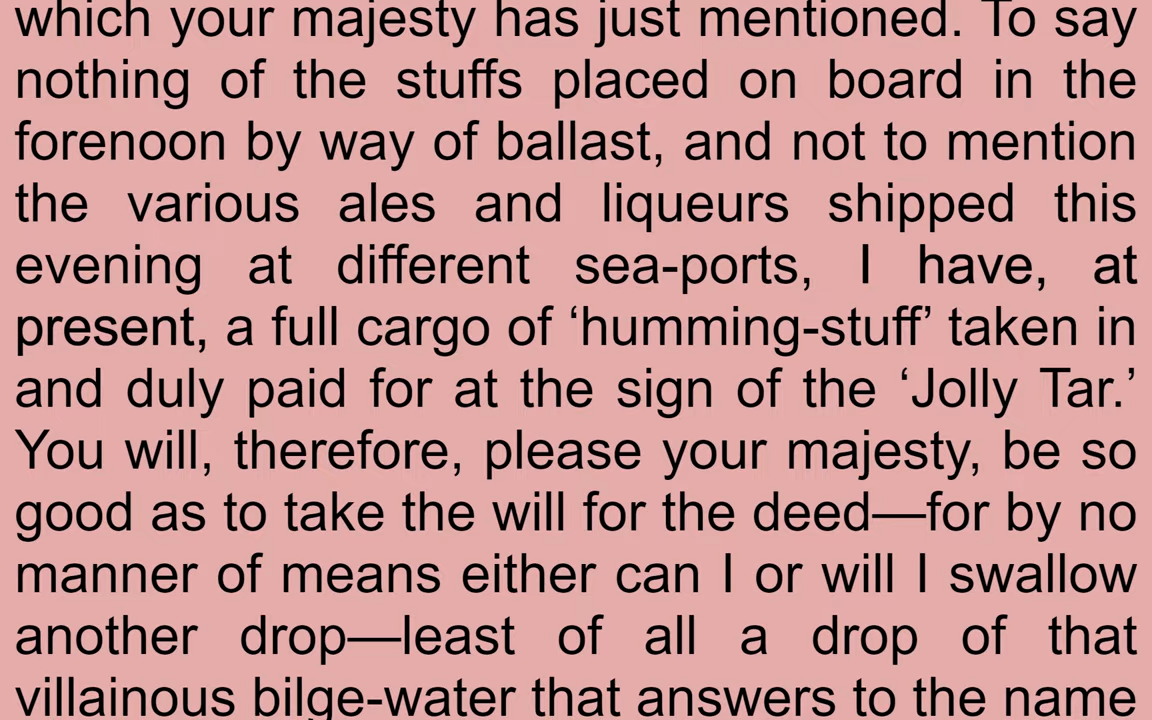 which your majesty has just mentioned. To say
nothing of the stuffs placed on board in the
forenoon by way of ballast, and not to mention
the various ales and liqueurs shipped this
evening at different sea-ports, I have, at
present, a full cargo of ‘humming-stuff’ taken in
and duly paid for at the sign of the ‘Jolly Tar.’
You will, therefore, please your majesty, be so
good as to take the will for the deed—for by no
manner of means either can I or will I swallow
another drop—least of all a drop of that
villainous bilge-water that answers to the name